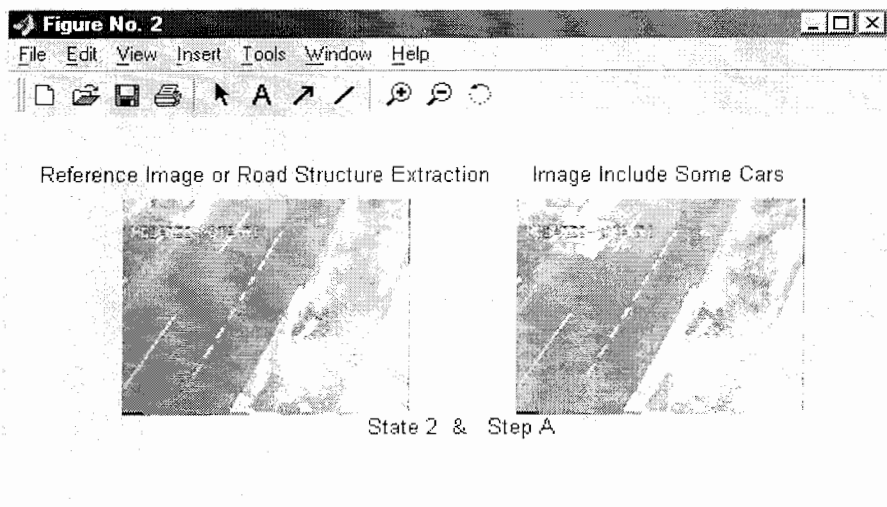 Figure No. 2
File Edit View Insert Tools Window Help
A
Reference Image or Road Structure Extraction
Image Include Some Cars
State 2 & Step A